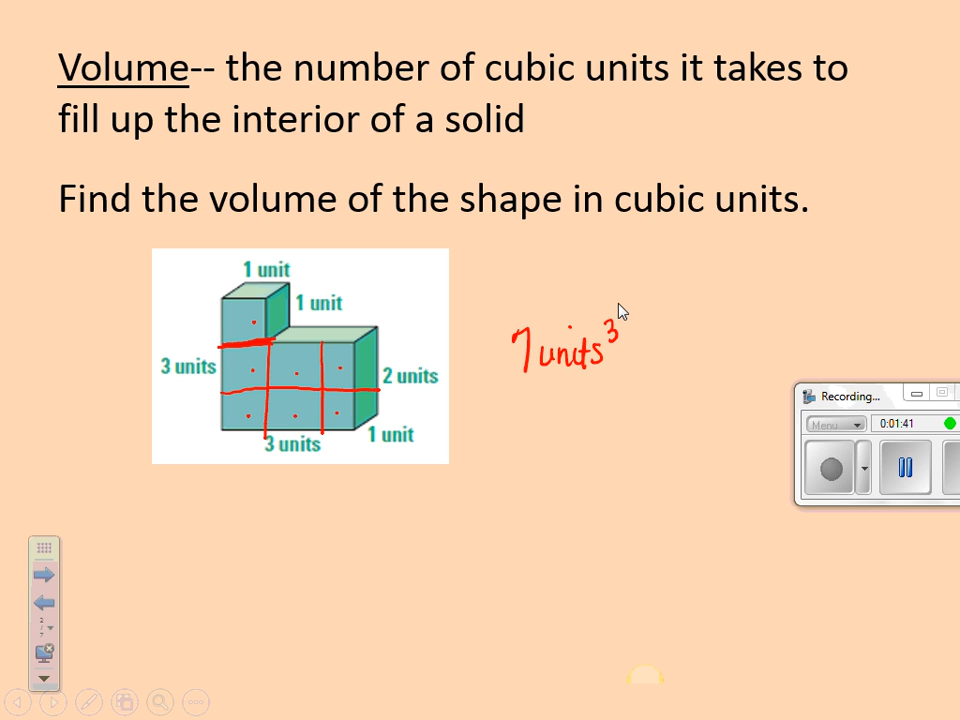 Volume-- the number of cubic units it takes to
fill up the interior of a solid
Find the volume of the shape in cubic units.
1 unit
1 unit
3 units
2 units
1 unit
3 units
7 units³
Recording...
Menu
0:01:41